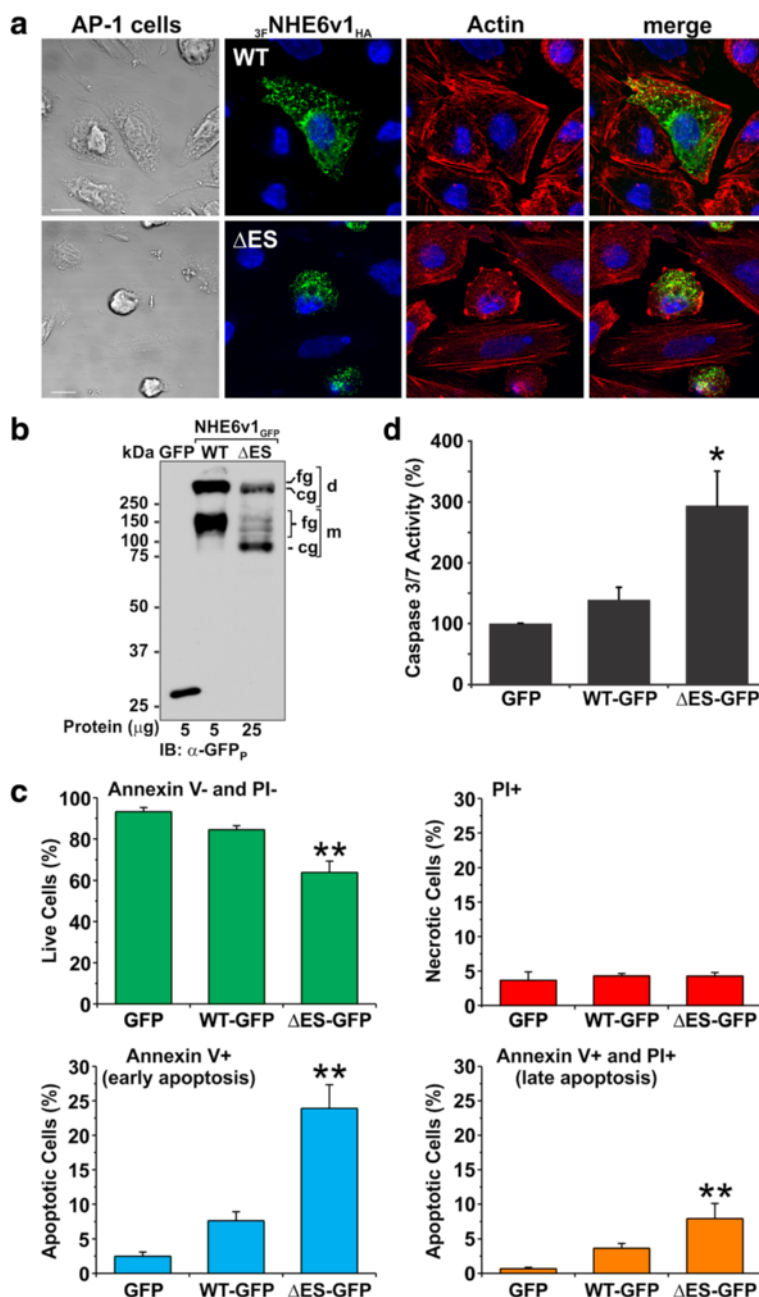 a
AP-1 cells
3FNHE6v1HA
Actin
merge
WT
ΔES
b
NHE6v1GFP
kDa GFP WT ΔES
fg
cg
d
250
150
fg
m
100
75
cg
50
37
25
Protein (μg) 5 5 25
IB: α-GFPP
d
Caspase 3/7 Activity (%)
400
350
300
250
200
150
100
50
0
*
GFP WT-GFP ΔES-GFP
c
Annexin V- and PI-
Live Cells (%)
100
80
60
40
20
0
**
GFP WT-GFP ΔES-GFP
PI+
Necrotic Cells (%)
30
25
20
15
10
5
0
GFP WT-GFP ΔES-GFP
Annexin V+
(early apoptosis)
Apoptotic Cells (%)
30
25
20
15
10
5
0
**
GFP WT-GFP ΔES-GFP
Annexin V+ and PI+
(late apoptosis)
Apoptotic Cells (%)
30
25
20
15
10
5
0
**
GFP WT-GFP ΔES-GFP